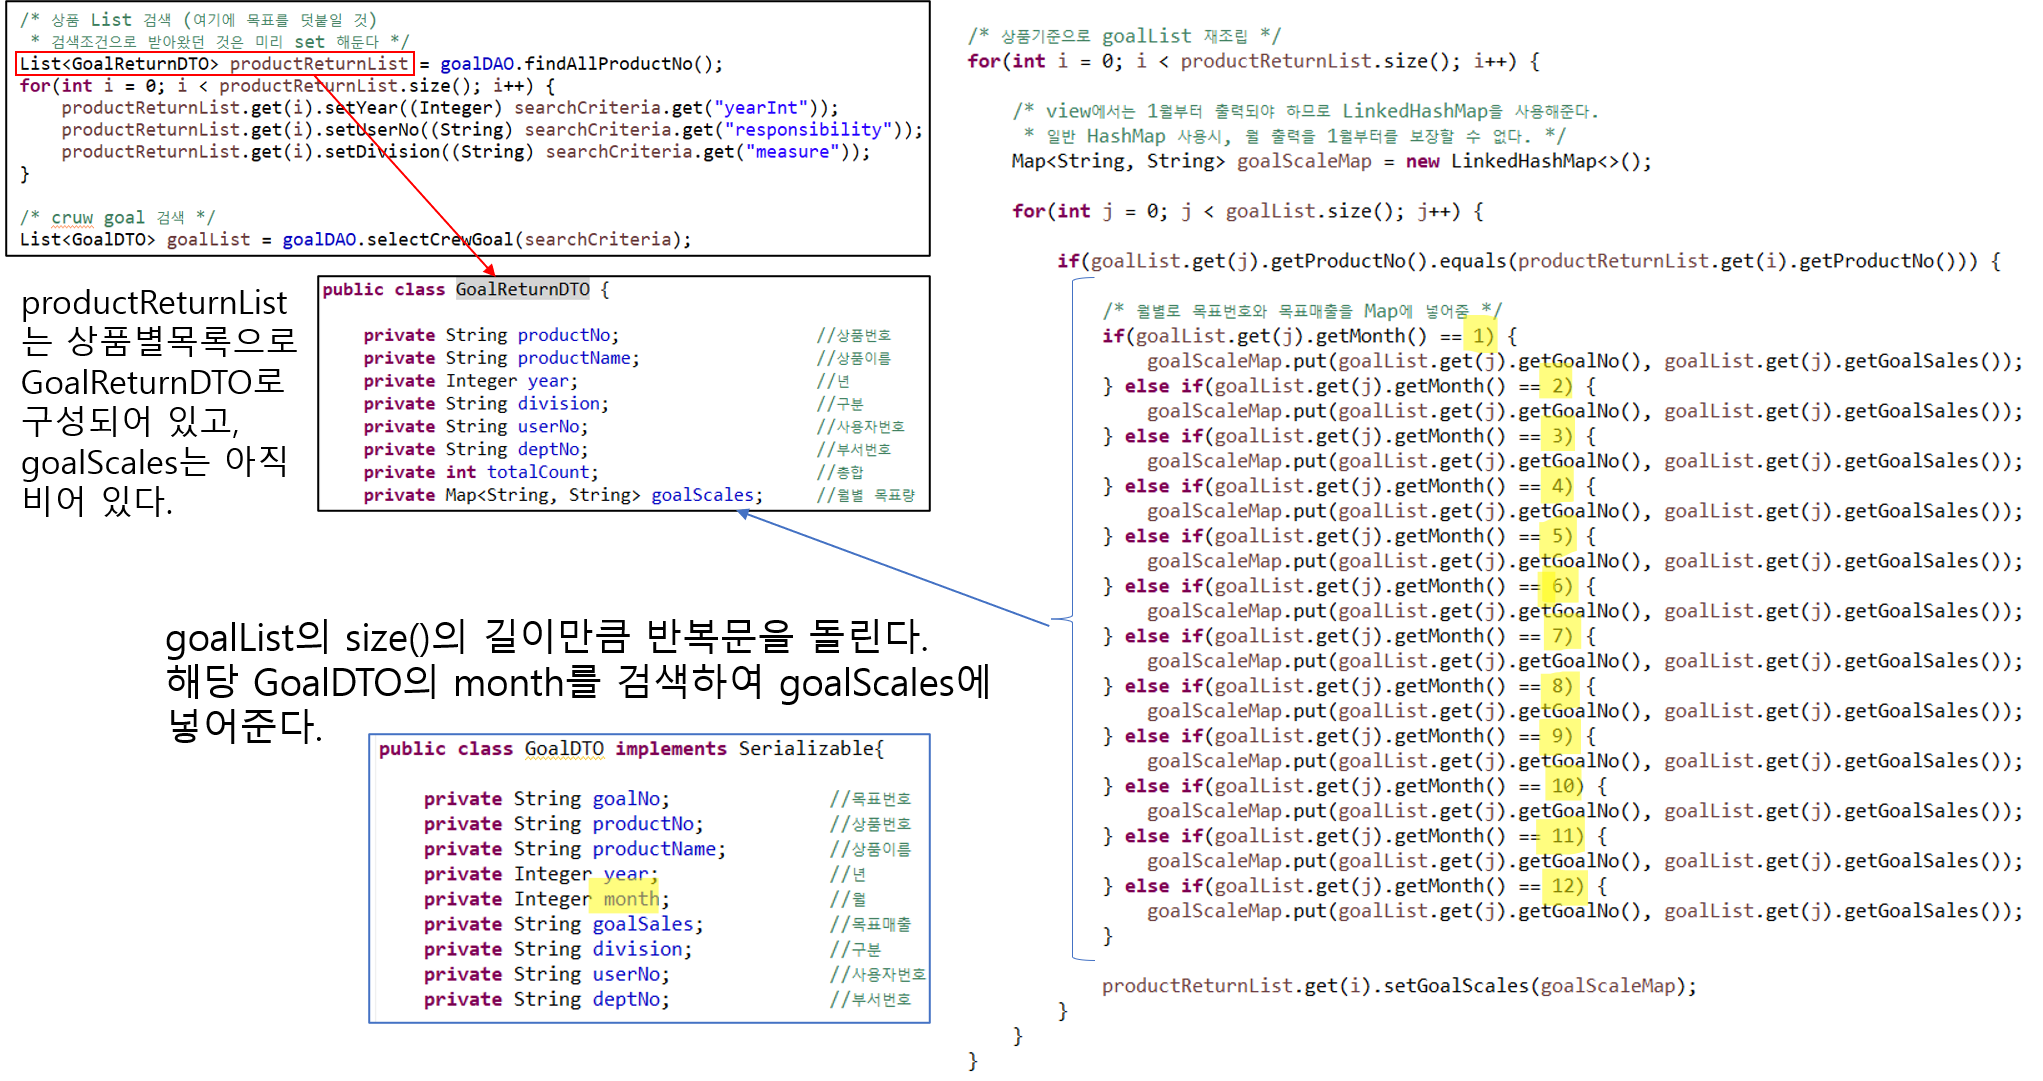 /* 상품 List 검색 (여기에 목표를 덧붙일 것)
 * 검색조건으로 받아왔던 것은 미리 set 해둔다 */
List<GoalReturnDTO> productReturnList = goalDAO.findAllProductNo();
for(int i = 0; i < productReturnList.size(); i++) {
    productReturnList.get(i).setYear((Integer) searchCriteria.get("yearInt"));
    productReturnList.get(i).setUserNo((String) searchCriteria.get("responsibility"));
    productReturnList.get(i).setDivision((String) searchCriteria.get("measure"));
}
/* cruw goal 검색 */
List<GoalDTO> goalList = goalDAO.selectCrewGoal(searchCriteria);
productReturnList
는 상품별목록으로
GoalReturnDTO로
구성되어 있고,
goalScales는 아직
비어 있다.
public class GoalReturnDTO {
    private String productNo; //상품번호
    private String productName; //상품이름
    private Integer year; //년
    private String division; //구분
    private String userNo; //사용자번호
    private String deptNo; //부서번호
    private int totalCount; //총합
    private Map<String, String> goalScales; //월별 목표량
goalList의 size()의 길이만큼 반복문을 돌린다.
해당 GoalDTO의 month를 검색하여 goalScales에
넣어준다.
public class GoalDTO implements Serializable{
    private String goalNo; //목표번호
    private String productNo; //상품번호
    private String productName; //상품이름
    private Integer year; //년
    private Integer month; //월
    private String goalSales; //목표매출
    private String division; //구분
    private String userNo; //사용자번호
    private String deptNo; //부서번호
/* 상품기준으로 goalList 재조립 */
for(int i = 0; i < productReturnList.size(); i++) {
    /* view에서는 1월부터 출력되야 하므로 LinkedHashMap을 사용해준다.
     * 일반 HashMap 사용시, 월 출력을 1월부터를 보장할 수 없다. */
    Map<String, String> goalScaleMap = new LinkedHashMap<>();
    for(int j = 0; j < goalList.size(); j++) {
        if(goalList.get(j).getProductNo().equals(productReturnList.get(i).getProductNo())) {
            /* 월별로 목표번호와 목표매출을 Map에 넣어줌 */
            if(goalList.get(j).getMonth() == 1) {
                goalScaleMap.put(goalList.get(j).getGoalNo(), goalList.get(j).getGoalSales());
            } else if(goalList.get(j).getMonth() == 2) {
                goalScaleMap.put(goalList.get(j).getGoalNo(), goalList.get(j).getGoalSales());
            } else if(goalList.get(j).getMonth() == 3) {
                goalScaleMap.put(goalList.get(j).getGoalNo(), goalList.get(j).getGoalSales());
            } else if(goalList.get(j).getMonth() == 4) {
                goalScaleMap.put(goalList.get(j).getGoalNo(), goalList.get(j).getGoalSales());
            } else if(goalList.get(j).getMonth() == 5) {
                goalScaleMap.put(goalList.get(j).getGoalNo(), goalList.get(j).getGoalSales());
            } else if(goalList.get(j).getMonth() == 6) {
                goalScaleMap.put(goalList.get(j).getGoalNo(), goalList.get(j).getGoalSales());
            } else if(goalList.get(j).getMonth() == 7) {
                goalScaleMap.put(goalList.get(j).getGoalNo(), goalList.get(j).getGoalSales());
            } else if(goalList.get(j).getMonth() == 8) {
                goalScaleMap.put(goalList.get(j).getGoalNo(), goalList.get(j).getGoalSales());
            } else if(goalList.get(j).getMonth() == 9) {
                goalScaleMap.put(goalList.get(j).getGoalNo(), goalList.get(j).getGoalSales());
            } else if(goalList.get(j).getMonth() == 10) {
                goalScaleMap.put(goalList.get(j).getGoalNo(), goalList.get(j).getGoalSales());
            } else if(goalList.get(j).getMonth() == 11) {
                goalScaleMap.put(goalList.get(j).getGoalNo(), goalList.get(j).getGoalSales());
            } else if(goalList.get(j).getMonth() == 12) {
                goalScaleMap.put(goalList.get(j).getGoalNo(), goalList.get(j).getGoalSales());
            }
            productReturnList.get(i).setGoalScales(goalScaleMap);
        }
    }
}